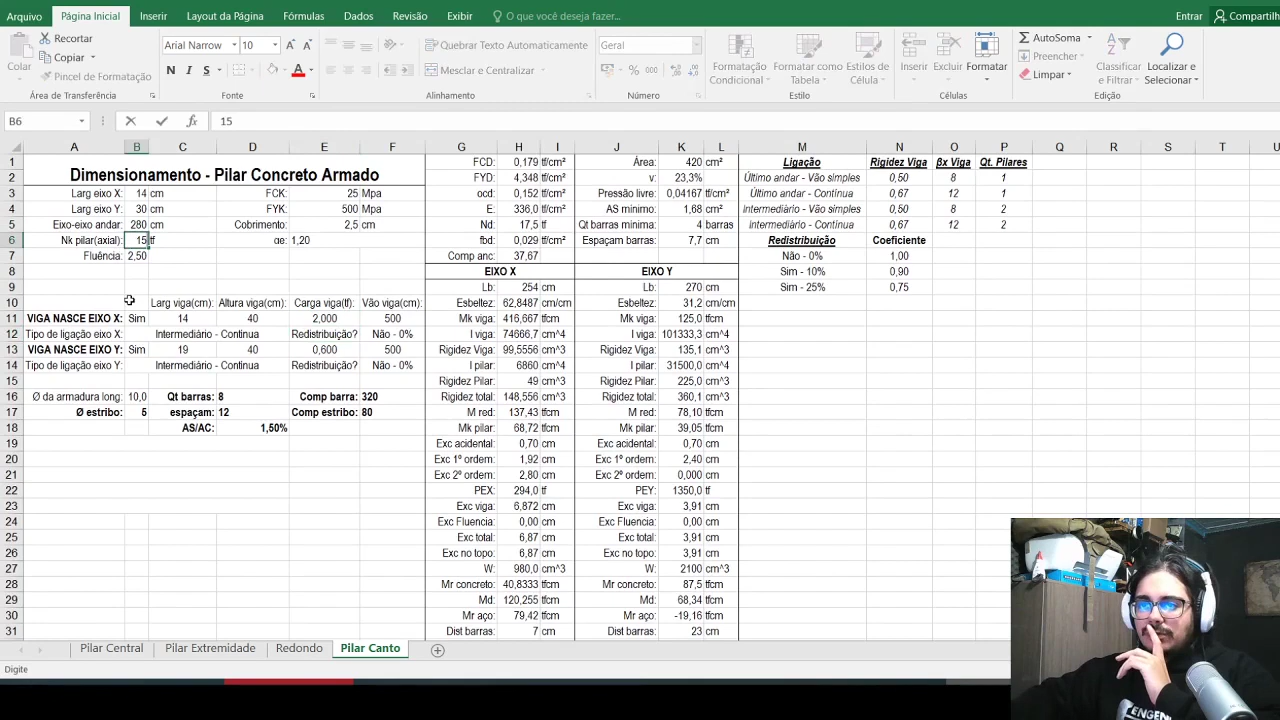 Arquivo Página Inicial Inserir Layout da Página Fórmulas Dados Revisão Exibir O que você deseja fazer... Entrar Compartilh
Recortar Arial Narrow 10 Quebrar Texto Automaticamente Geral AutoSoma
Copiar Preencher
Colar Pincel de Formatação N I S Mesclar e Centralizar % 000 Formatação Condicional Formatar como Tabela Estilos de Célula Inserir Excluir Formatar Limpar Classificar e Filtrar Localizar e Selecionar
Área de Transferência Fonte Alinhamento Número Estilo Células Edição
B6 fx 15
A B C D E F G H I J K L M N O P Q R S T U
1 FCD: 0,179 tf/cm² Área: 420 cm² Ligação Rigidez Viga βx Viga Qt. Pilares
2 Dimensionamento - Pilar Concreto Armado FYD: 4,348 tf/cm² v: 23,3% Último andar - Vão simples 0,50 8 1
3 Larg eixo X: 14 cm FCK: 25 Mpa σcd: 0,152 tf/cm² Pressão livre: 0,04167 tf/cm² Último andar - Continua 0,67 12 1
4 Larg eixo Y: 30 cm FYK: 500 Mpa E: 336,0 tf/cm² AS mínimo: 1,68 cm² Intermediário - Vão simples 0,50 8 2
5 Eixo-eixo andar: 280 cm Cobrimento: 2,5 cm Nd: 17,5 tf Qt barras mínima: 4 barras Intermediário - Continua 0,67 12 2
6 Nk pilar(axial): 15 tf αe: 1,20 fbd: 0,029 tf/cm² Espaçam barras: 7,7 cm Redistribuição Coeficiente
7 Fluência: 2,50 Comp anc: 37,67 Não - 0% 1,00
8 EIXO X EIXO Y Sim - 10% 0,90
9 Lb: 254 cm Lb: 270 cm Sim - 25% 0,75
10 Larg viga(cm): Altura viga(cm): Carga viga(tf): Vão viga(cm): Esbeltez: 62,8487 cm/cm Esbeltez: 31,2 cm/cm
11 VIGA NASCE EIXO X: Sim 14 40 2,000 500 Mk viga: 416,667 tfcm Mk viga: 125,0 tfcm
12 Tipo de ligação eixo X: Intermediário - Continua Redistribuição? Não - 0% I viga: 74666,7 cm^4 I viga: 101333,3 cm^4
13 VIGA NASCE EIXO Y: Sim 19 40 0,600 500 Rigidez Viga: 99,5556 cm^3 Rigidez Viga: 135,1 cm^3
14 Tipo de ligação eixo Y: Intermediário - Continua Redistribuição? Não - 0% I pilar: 6860 cm^4 I pilar: 31500,0 cm^4
15 Rigidez Pilar: 49 cm^3 Rigidez Pilar: 225,0 cm^3
16 Ø da armadura long: 10,0 Qt barras: 8 Comp barra: 320 Rigidez total: 148,556 cm^3 Rigidez total: 360,1 cm^3
17 Ø estribo: 5 espaçam: 12 Comp estribo: 80 M red: 137,43 tfcm M red: 78,10 tfcm
18 AS/AC: 1,50% Mk pilar: 68,72 tfcm Mk pilar: 39,05 tfcm
19 Exc acidental: 0,70 cm Exc acidental: 0,70 cm
20 Exc 1º ordem: 1,92 cm Exc 1º ordem: 2,40 cm
21 Exc 2º ordem: 2,80 cm Exc 2º ordem: 0,000 cm
22 PEX: 294,0 tf PEY: 1350,0 tf
23 Exc viga: 6,872 cm Exc viga: 3,91 cm
24 Exc Fluencia: 0,00 cm Exc Fluencia: 0,00 cm
25 Exc total: 6,87 cm Exc total: 3,91 cm
26 Exc no topo: 6,87 cm Exc no topo: 3,91 cm
27 W: 980,0 cm^3 W: 2100 cm^3
28 Mr concreto: 40,8333 tfcm Mr concreto: 87,5 tfcm
29 Md: 120,255 tfcm Md: 68,34 tfcm
30 Mr aço: 79,42 tfcm Mr aço: -19,16 tfcm
31 Dist barras: 7 cm Dist barras: 23 cm
Pilar Central Pilar Extremidade Redondo Pilar Canto
Digite